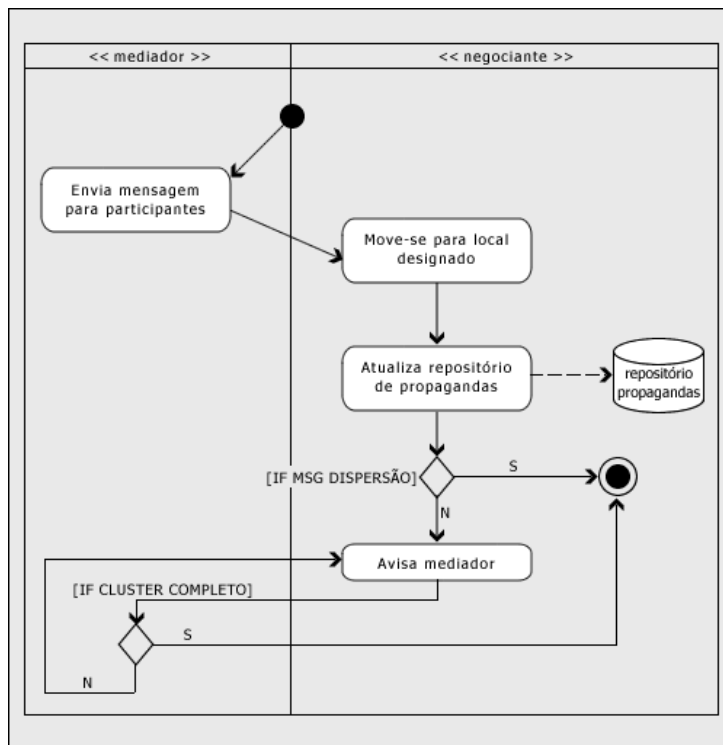 << mediador >>
<< negociante >>
Envia mensagem
para participantes
Move-se para local
designado
Atualiza repositório
de propagandas
repositório
propagandas
[IF MSG DISPERSÃO]
S
N
Avisa mediador
[IF CLUSTER COMPLETO]
S
N